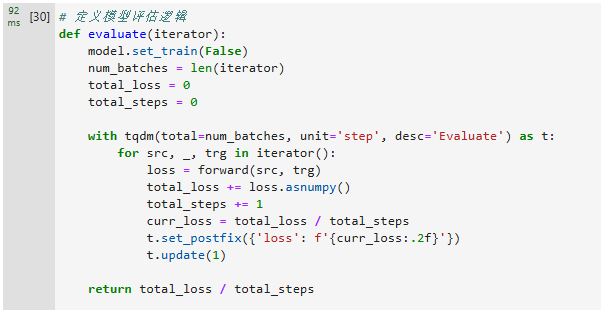 92
ms
[30] # 定义模型评估逻辑
def evaluate(iterator):
    model.set_train(False)
    num_batches = len(iterator)
    total_loss = 0
    total_steps = 0

    with tqdm(total=num_batches, unit='step', desc='Evaluate') as t:
        for src, _, trg in iterator():
            loss = forward(src, trg)
            total_loss += loss.asnumpy()
            total_steps += 1
            curr_loss = total_loss / total_steps
            t.set_postfix({'loss': f'{curr_loss:.2f}'})
            t.update(1)

    return total_loss / total_steps